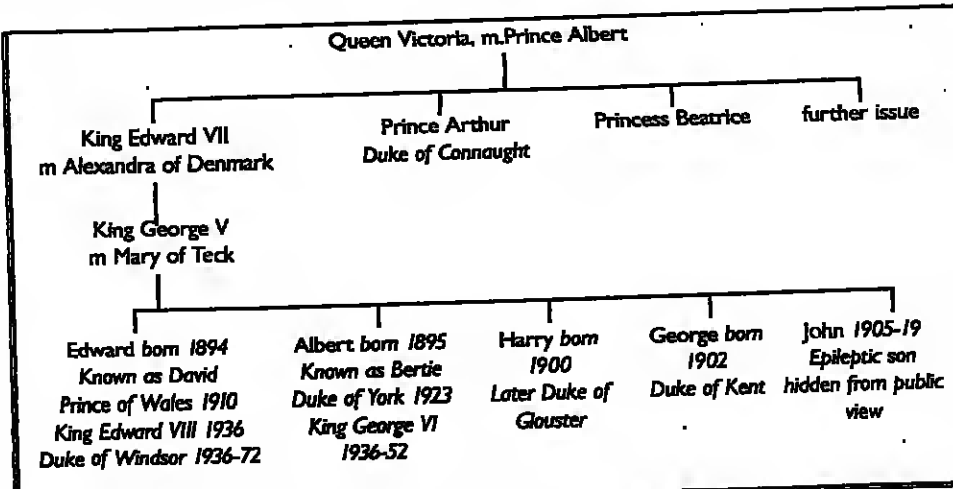 Queen Victoria, m.Prince Albert
King Edward VII
m Alexandra of Denmark
Prince Arthur
Duke of Connaught
Princess Beatrice
further issue
King George V
m Mary of Teck
Edward born 1894
Known as David
Prince of Wales 1910
King Edward VIII 1936
Duke of Windsor 1936-72
Albert born 1895
Known as Bertie
Duke of York 1923
King George VI
1936-52
Harry born
1900
Later Duke of
Glouster
George born
1902
Duke of Kent
John 1905-19
Epileptic son
hidden from public
view